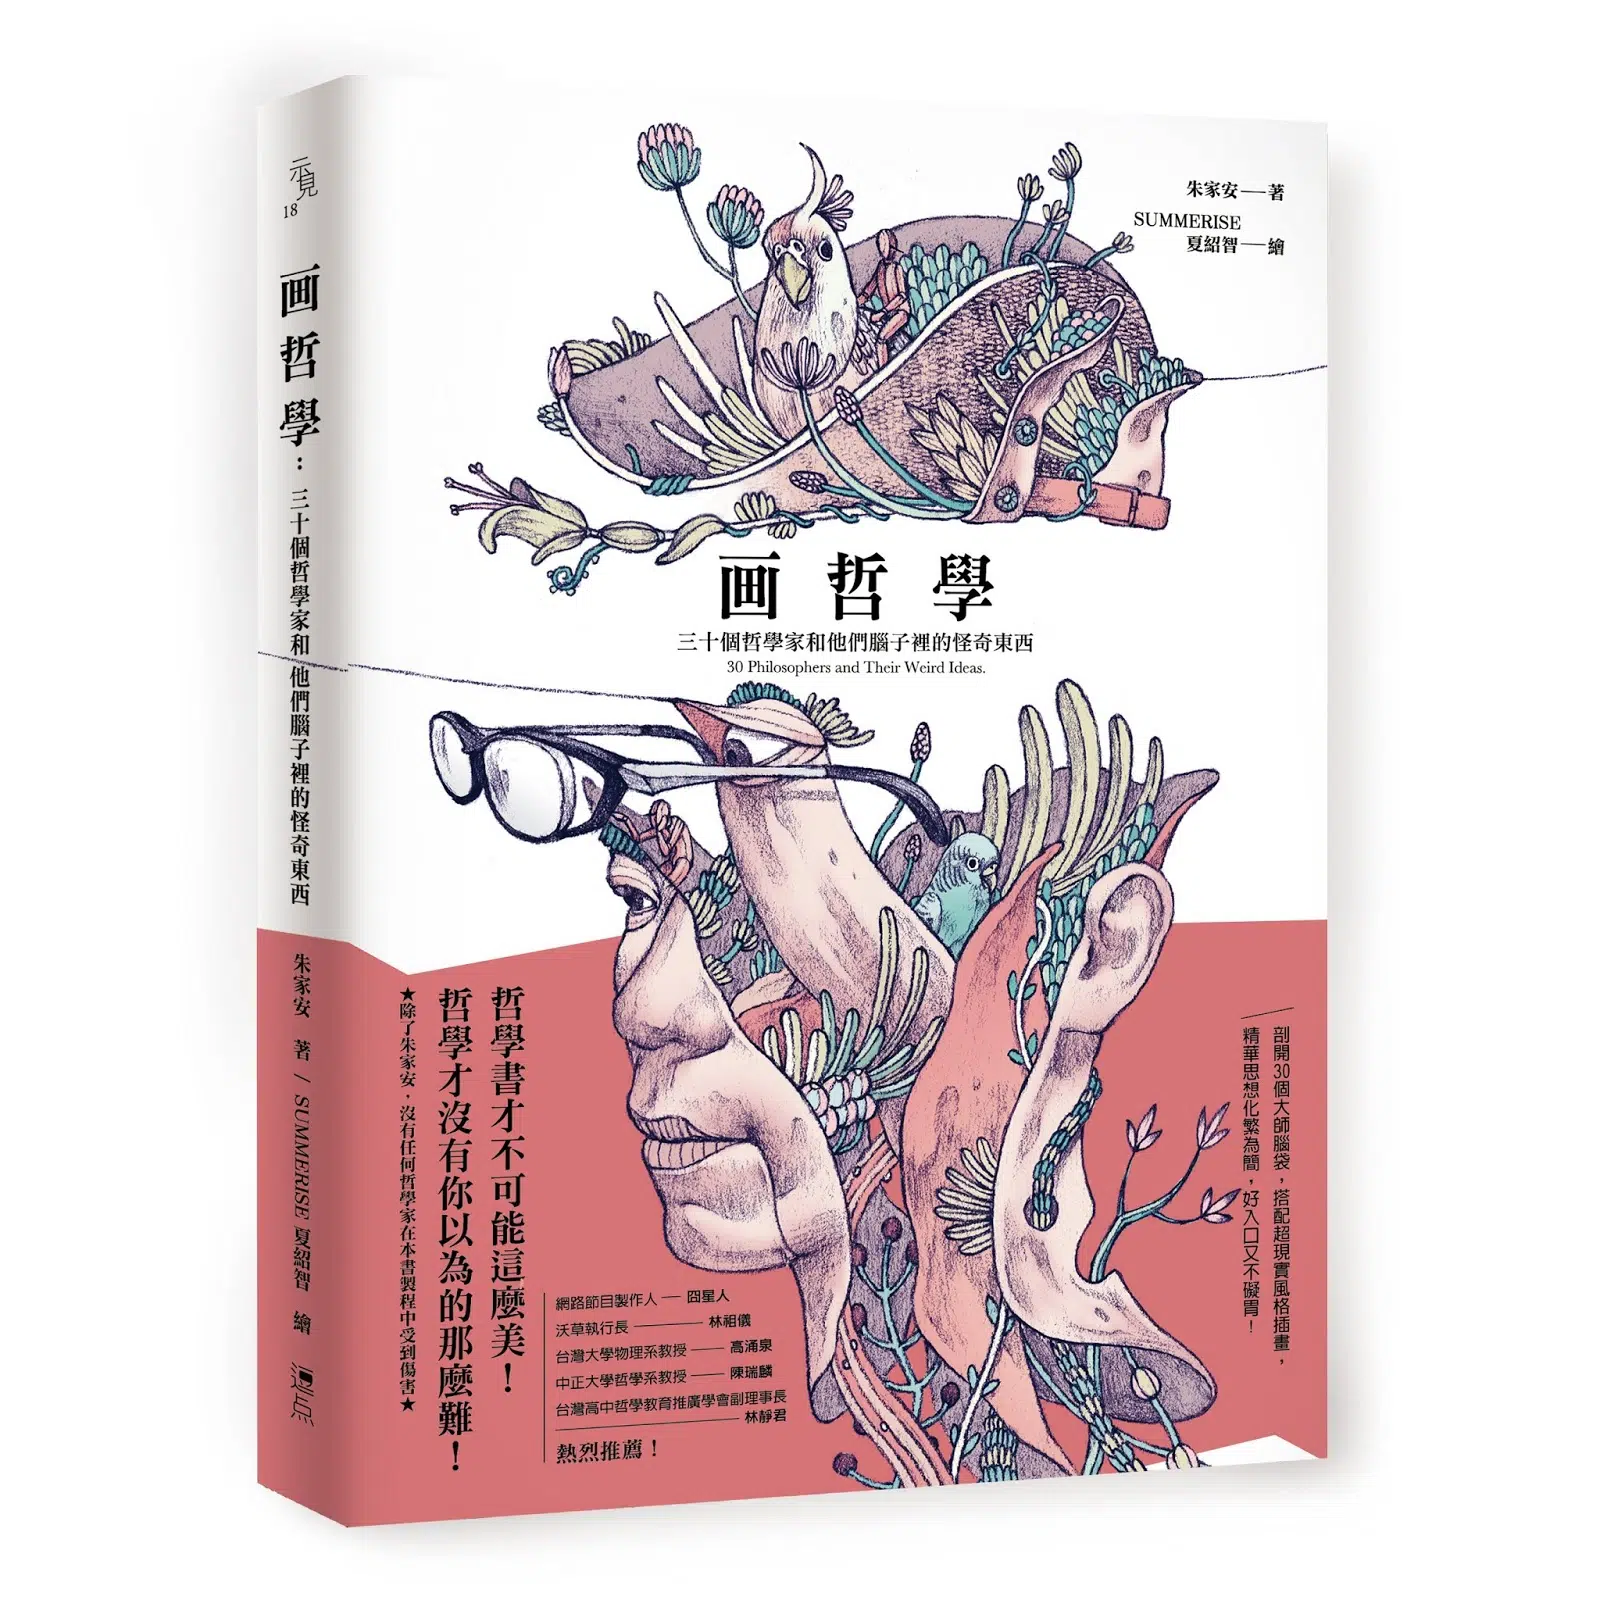 示見
18
画哲學：三十個哲學家和他們腦子裡的怪奇東西
朱家安 著 / SUMMERISE 夏紹智 繪
逗点
朱家安──著
SUMMERISE
夏紹智──繪
画哲學
三十個哲學家和他們腦子裡的怪奇東西
30 Philosophers and Their Weird Ideas.
剖開30個大師腦袋，搭配超現實風格插畫，
精華思想化繁為簡，好入口又不礙胃！
哲學書才不可能這麼美！
哲學才沒有你以為的那麼難！
★除了朱家安，沒有任何哲學家在本書製程中受到傷害★
網路節目製作人──囧星人
沃草執行長────林祖儀
台灣大學物理系教授──高涌泉
中正大學哲學系教授──陳瑞麟
台灣高中哲學教育推廣學會副理事長
────林靜君
熱烈推薦！